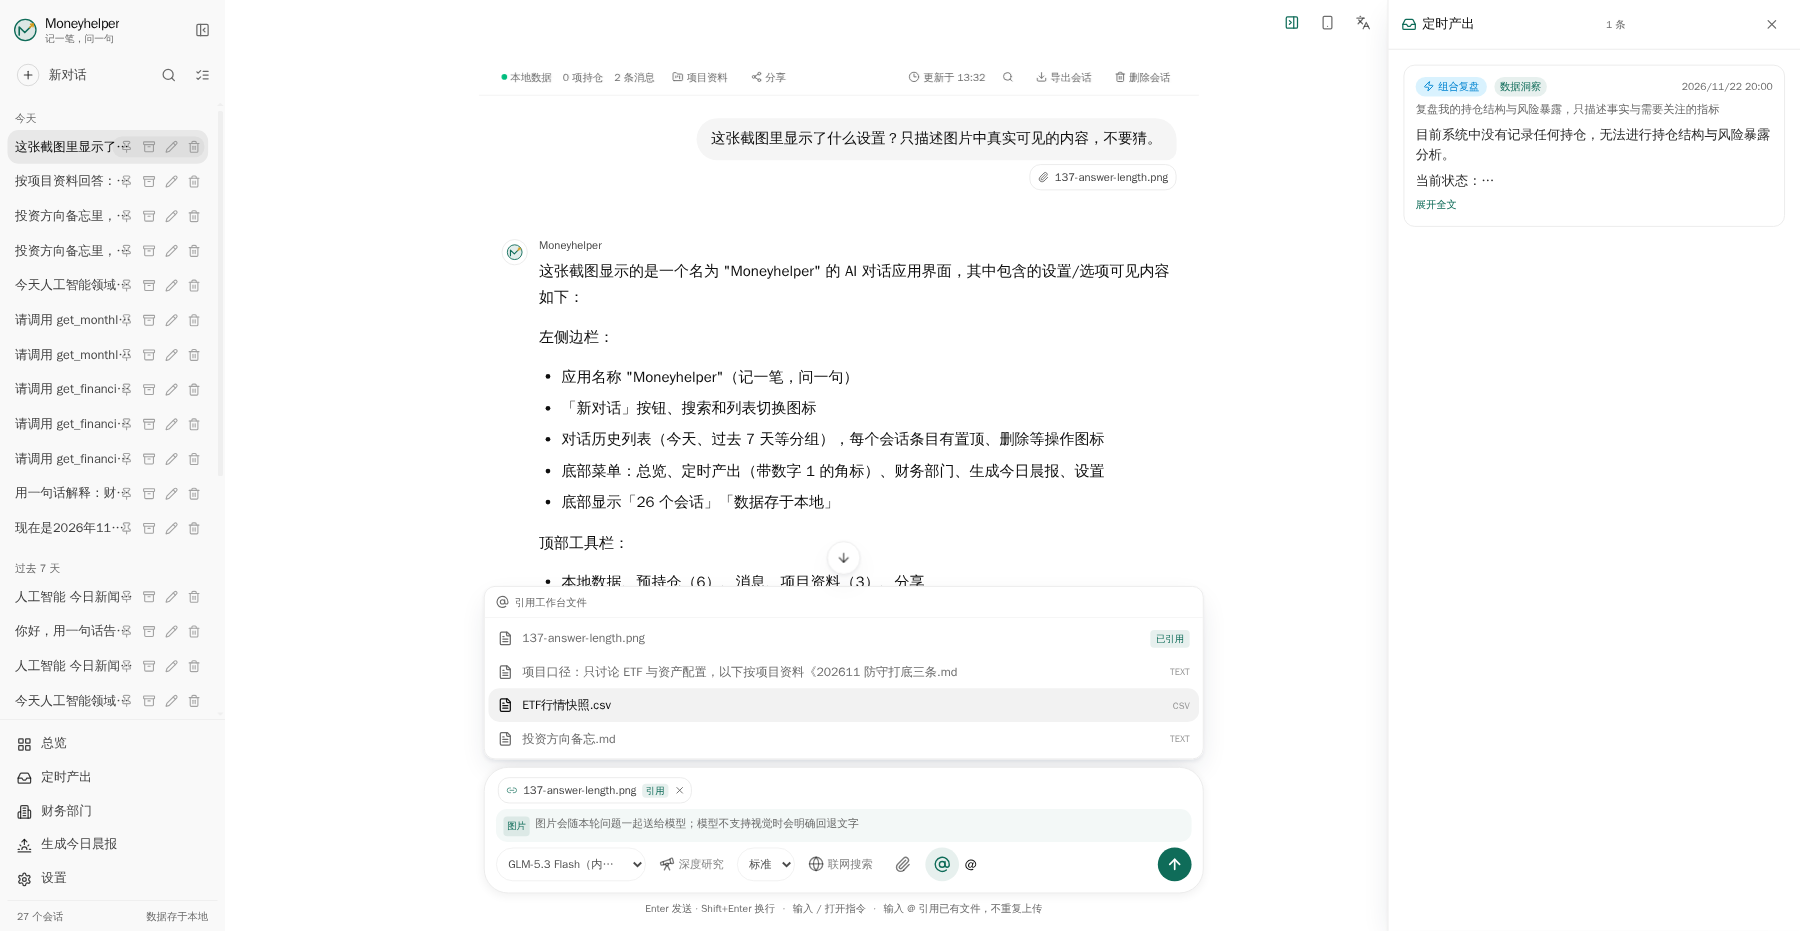 Moneyhelper
记一笔，问一句
新对话
今天
这张截图里显示了…
按项目资料回答：…
投资方向备忘里，…
投资方向备忘里，…
今天人工智能领域…
请调用 get_monthl…
请调用 get_monthl…
请调用 get_financi…
请调用 get_financi…
请调用 get_financi…
用一句话解释：财…
现在是2026年11…
过去 7 天
人工智能 今日新闻…
你好，用一句话告…
人工智能 今日新闻…
今天人工智能领域…
总览
定时产出
财务部门
生成今日晨报
设置
27 个会话 数据存于本地
本地数据 0 项持仓 2 条消息 项目资料 分享 更新于 13:32 导出会话 删除会话
这张截图里显示了什么设置？只描述图片中真实可见的内容，不要猜。
137-answer-length.png
Moneyhelper
这张截图显示的是一个名为 "Moneyhelper" 的 AI 对话应用界面，其中包含的设置/选项可见内容
如下：
左侧边栏：
• 应用名称 "Moneyhelper"（记一笔，问一句）
• 「新对话」按钮、搜索和列表切换图标
• 对话历史列表（今天、过去 7 天等分组），每个会话条目有置顶、删除等操作图标
• 底部菜单：总览、定时产出（带数字 1 的角标）、财务部门、生成今日晨报、设置
• 底部显示「26 个会话」「数据存于本地」
顶部工具栏：
• 本地数据、预持仓（6）、消息、项目资料（3）、分享
引用工作台文件
137-answer-length.png 已引用
项目口径：只讨论 ETF 与资产配置，以下按项目资料《202611 防守打底三条.md TEXT
ETF行情快照.csv CSV
投资方向备忘.md TEXT
137-answer-length.png 引用
图片 图片会随本轮问题一起送给模型；模型不支持视觉时会明确回退文字
GLM-5.3 Flash（内… 深度研究 标准 联网搜索 @
Enter 发送 · Shift+Enter 换行 · 输入 / 打开指令 · 输入 @ 引用已有文件，不重复上传
定时产出 1 条
组合复盘 数据洞察 2026/11/22 20:00
复盘我的持仓结构与风险暴露，只描述事实与需要关注的指标
目前系统中没有记录任何持仓，无法进行持仓结构与风险暴露
分析。
当前状态：…
展开全文